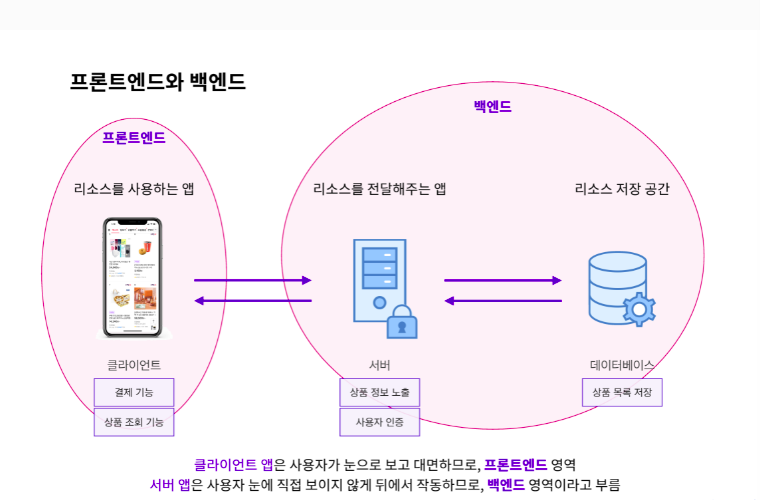 프론트엔드와 백엔드
백엔드
프론트엔드
리소스를 사용하는 앱
리소스를 전달해주는 앱
리소스 저장 공간
클라이언트
서버
데이터베이스
결제 기능
상품 정보 노출
상품 목록 저장
상품 조회 기능
사용자 인증
클라이언트 앱은 사용자가 눈으로 보고 대면하므로, 프론트엔드 영역
서버 앱은 사용자 눈에 직접 보이지 않게 뒤에서 작동하므로, 백엔드 영역이라고 부름